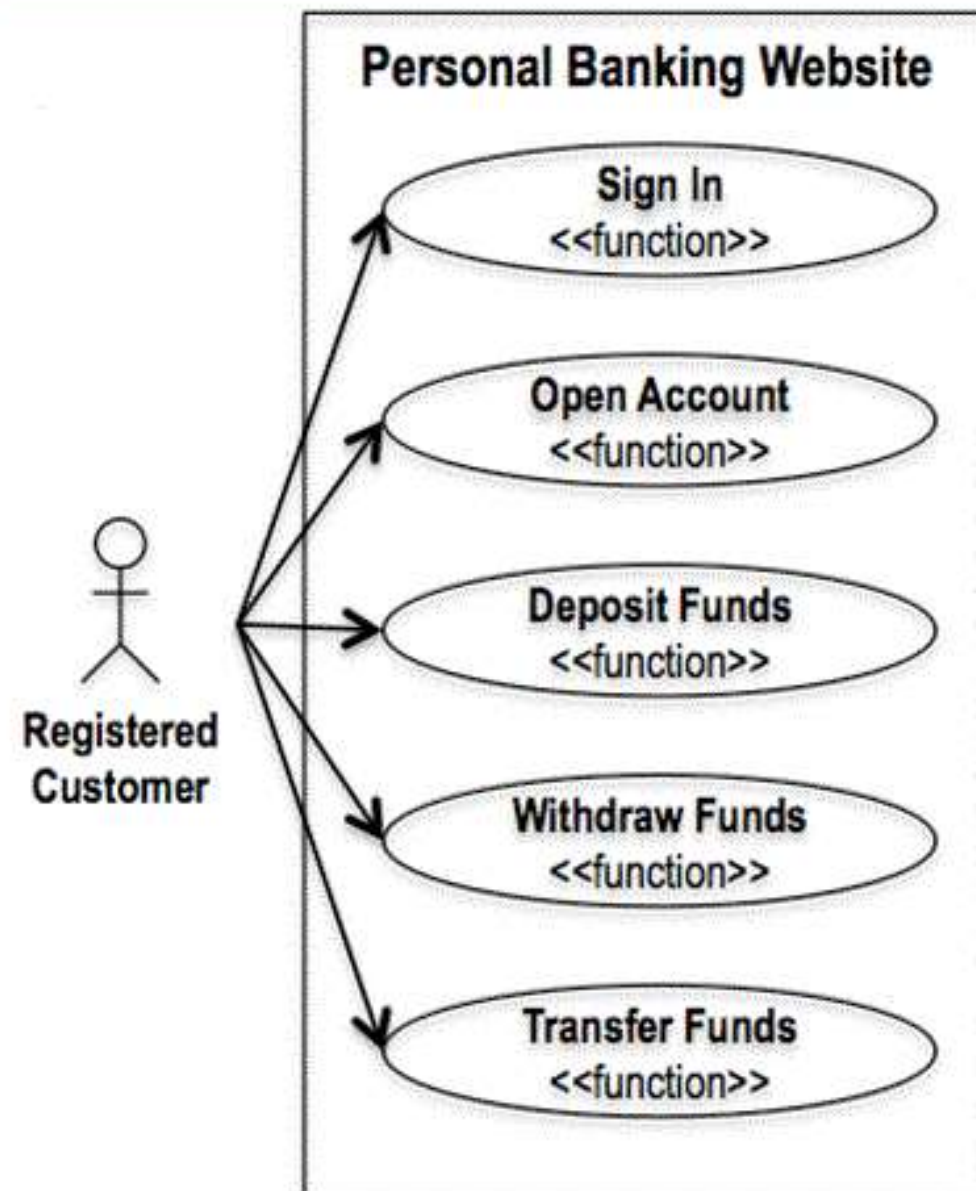 Personal Banking Website
Sign In
<<function>>
Open Account
<<function>>
Deposit Funds
<<function>>
Registered
Customer
Withdraw Funds
<<function>>
Transfer Funds
<<function>>